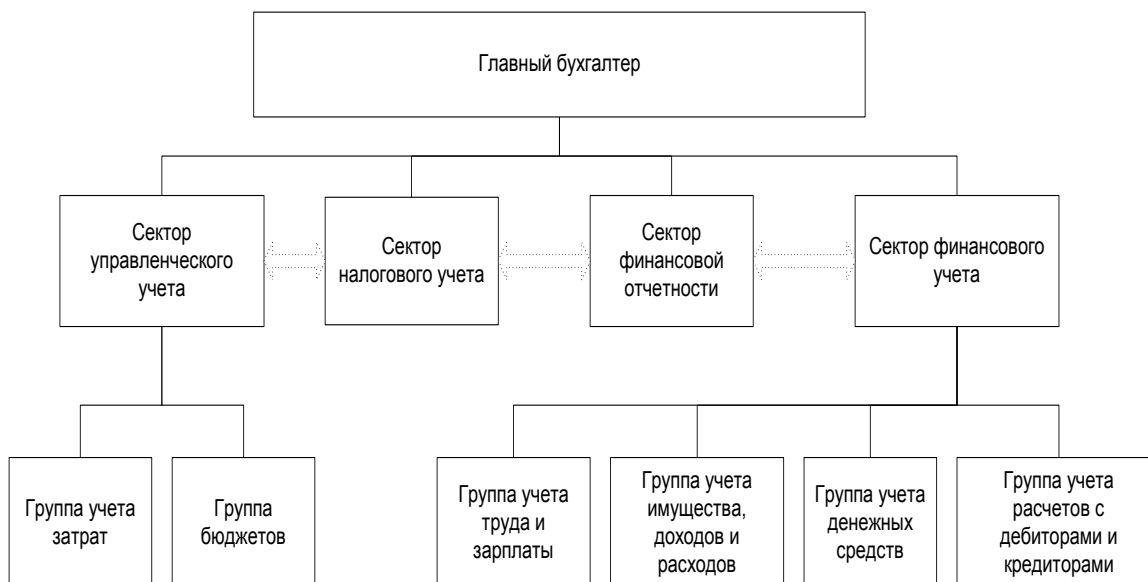 Главный бухгалтер
Сектор
управленческого
учета
Сектор
налогового учета
Сектор
финансовой
отчетности
Сектор финансового
учета
Группа учета
затрат
Группа
бюджетов
Группа учета
труда и
зарплаты
Группа учета
имущества,
доходов и
расходов
Группа учета
денежных
средств
Группа учета
расчетов с
дебиторами и
кредиторами